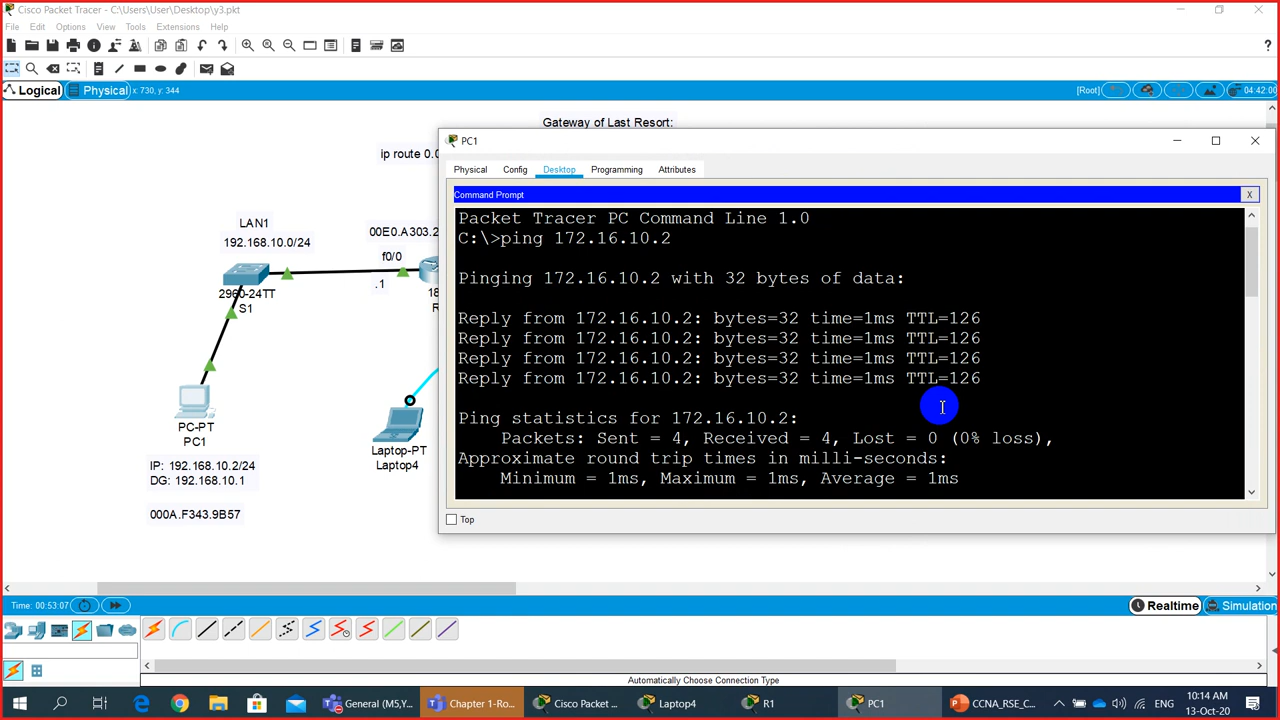 Cisco Packet Tracer - C:\Users\User\Desktop\y3.pkt
File Edit Options View Tools Extensions Help
?
Logical Physical x: 730, y: 344 [Root] 04:42:00
Gateway of Last Resort:
ip route 0.0
LAN1
192.168.10.0/24
00E0.A303.2
f0/0
.1
2960-24TT
S1
18
R
PC-PT
PC1
IP: 192.168.10.2/24
DG: 192.168.10.1
000A.F343.9B57
Laptop-PT
Laptop4
PC1
Physical Config Desktop Programming Attributes
Command Prompt X
Packet Tracer PC Command Line 1.0
C:\>ping 172.16.10.2
Pinging 172.16.10.2 with 32 bytes of data:
Reply from 172.16.10.2: bytes=32 time=1ms TTL=126
Reply from 172.16.10.2: bytes=32 time=1ms TTL=126
Reply from 172.16.10.2: bytes=32 time=1ms TTL=126
Reply from 172.16.10.2: bytes=32 time=1ms TTL=126
Ping statistics for 172.16.10.2:
Packets: Sent = 4, Received = 4, Lost = 0 (0% loss),
Approximate round trip times in milli-seconds:
Minimum = 1ms, Maximum = 1ms, Average = 1ms
Top
Time: 00:53:07 Realtime Simulation
Automatically Choose Connection Type
General (M5,Y... Chapter 1-Ro... Cisco Packet ... Laptop4 R1 PC1 CCNA_RSE_C... ENG
10:14 AM
13-Oct-20